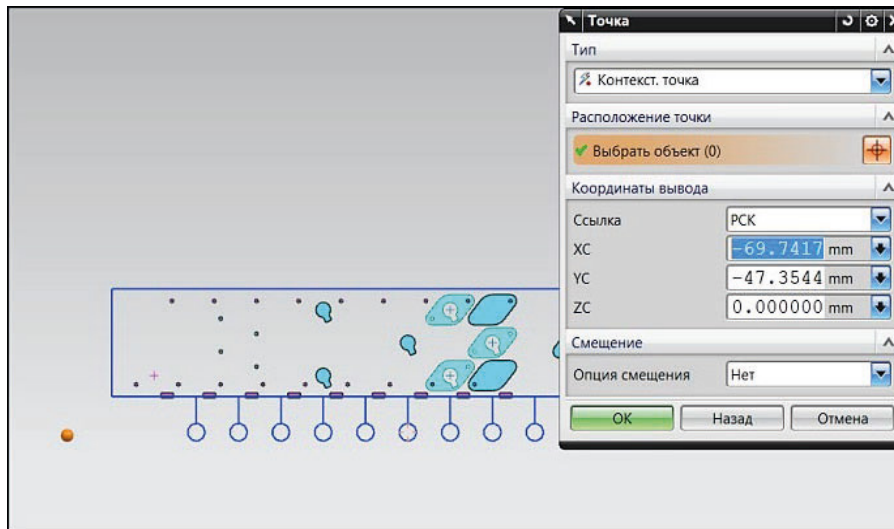 Точка
Тип
Контекст. точка
Расположение точки
Выбрать объект (0)
Координаты вывода
Ссылка РСК
XC -69.7417 mm
YC -47.3544 mm
ZC 0.000000 mm
Смещение
Опция смещения Нет
ОК Назад Отмена